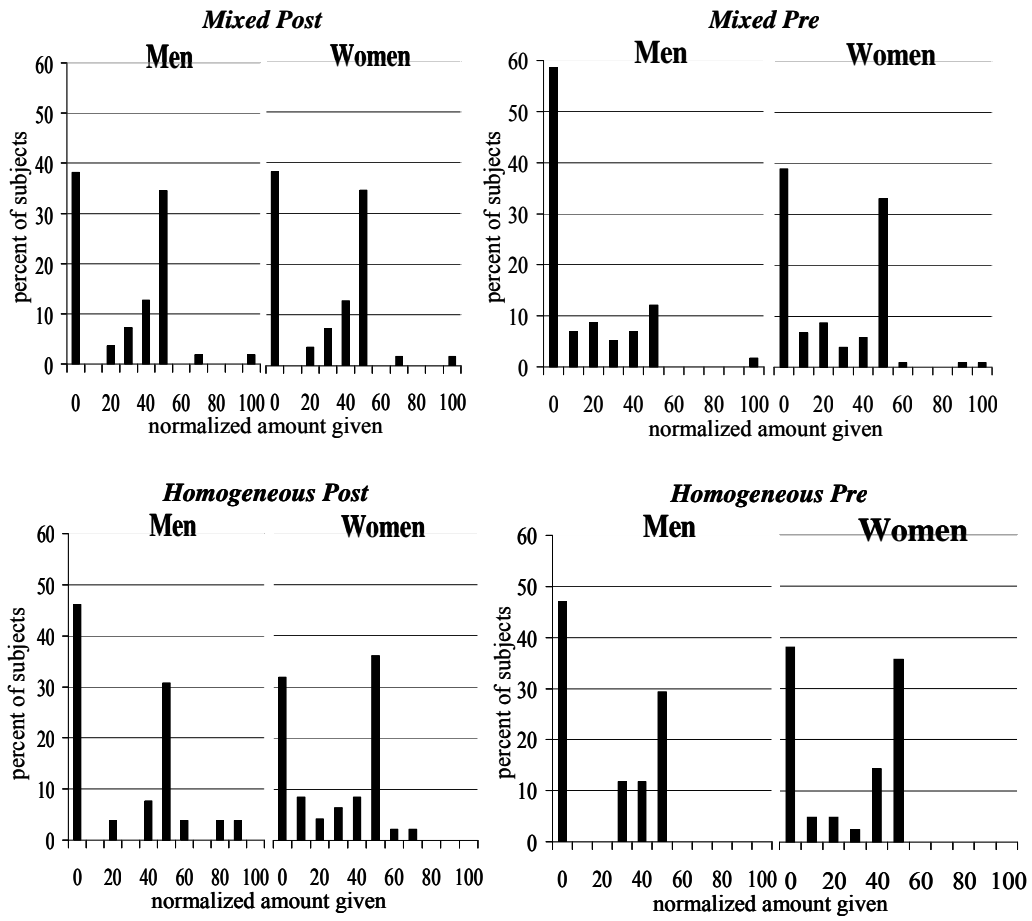 Mixed Post
Men Women
60
50
40
30
20
10
0
percent of subjects
0 20 40 60 80 100 0 20 40 60 80 100
normalized amount given
Mixed Pre
Men Women
60
50
40
30
20
10
0
percent of subjects
0 20 40 60 80 100 0 20 40 60 80 100
normalized amount given
Homogeneous Post
Men Women
60
50
40
30
20
10
0
percent of subjects
0 20 40 60 80 100 0 20 40 60 80 100
normalized amount given
Homogeneous Pre
Men Women
60
50
40
30
20
10
0
percent of subjects
0 20 40 60 80 100 0 20 40 60 80 100
normalized amount given